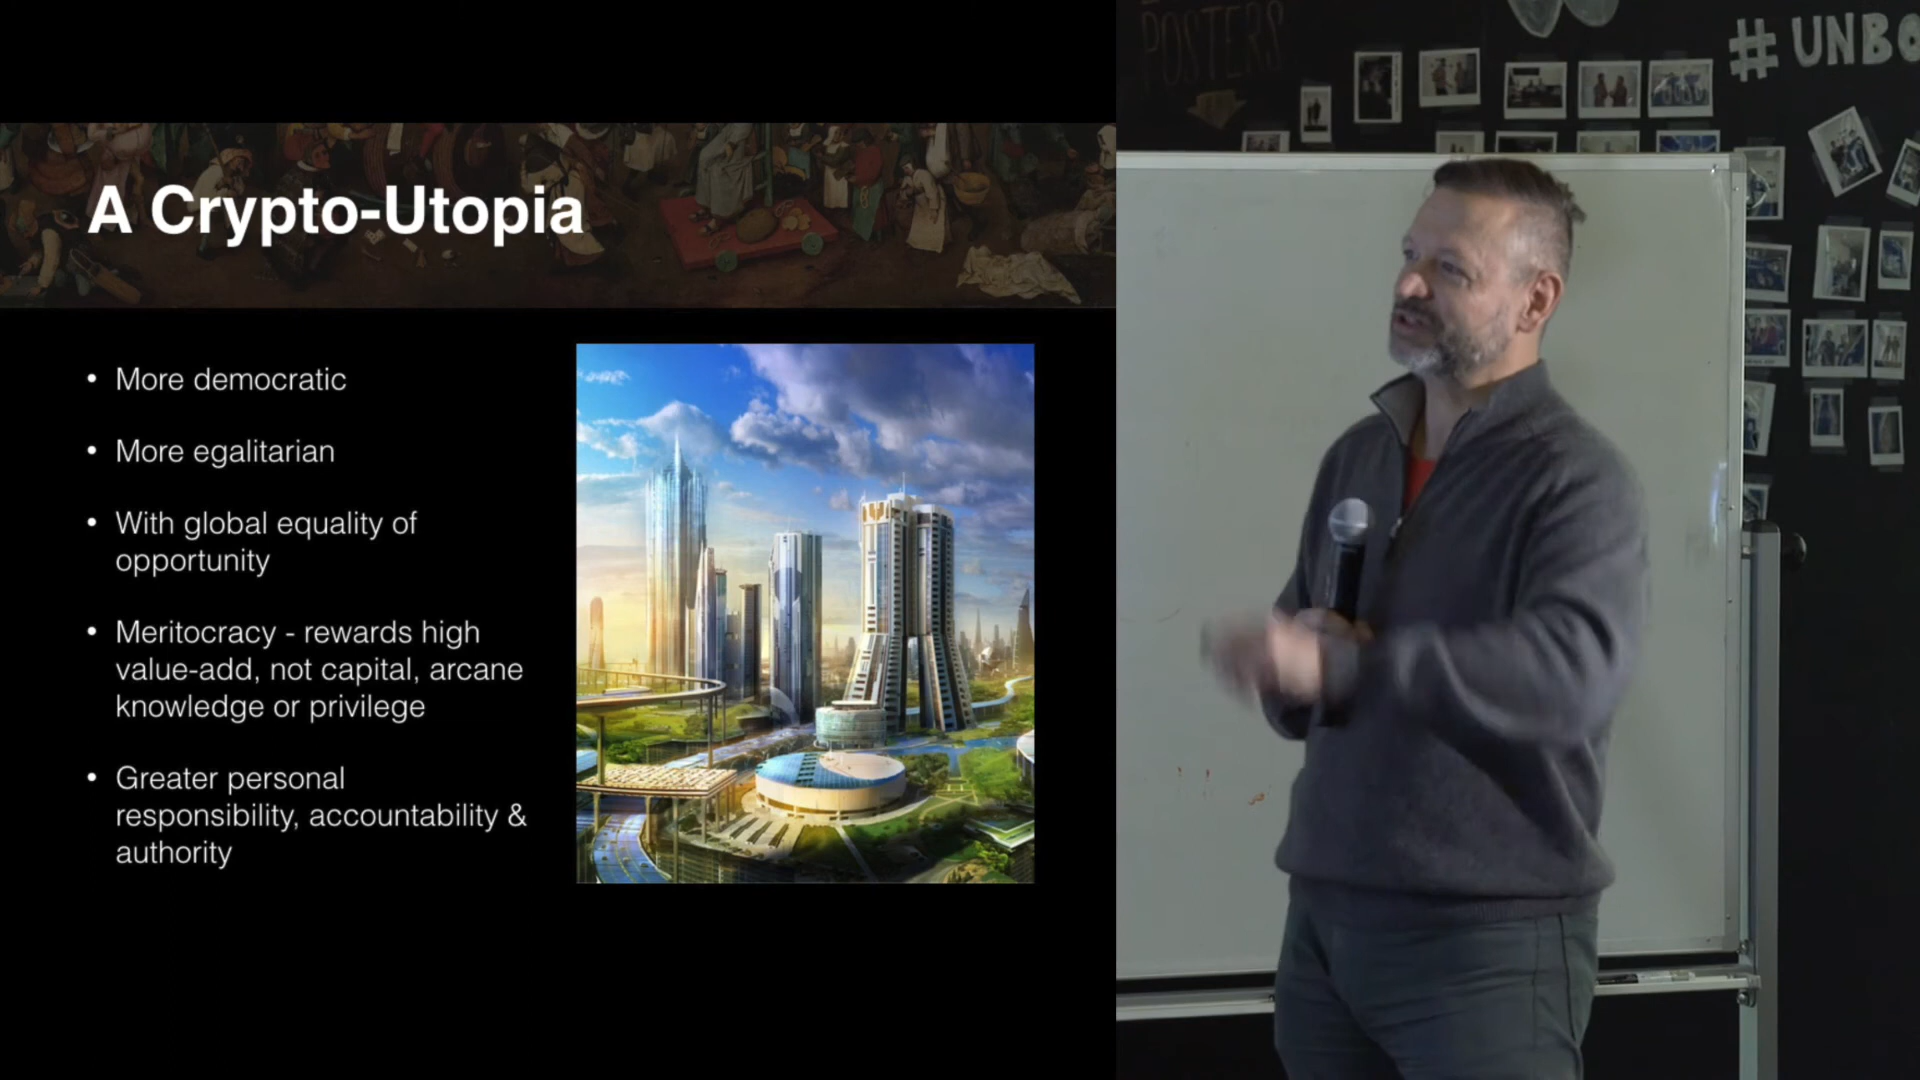 A Crypto-Utopia
• More democratic
• More egalitarian
• With global equality of
opportunity
• Meritocracy - rewards high
value-add, not capital, arcane
knowledge or privilege
• Greater personal
responsibility, accountability &
authority
POSTERS
# UNBO